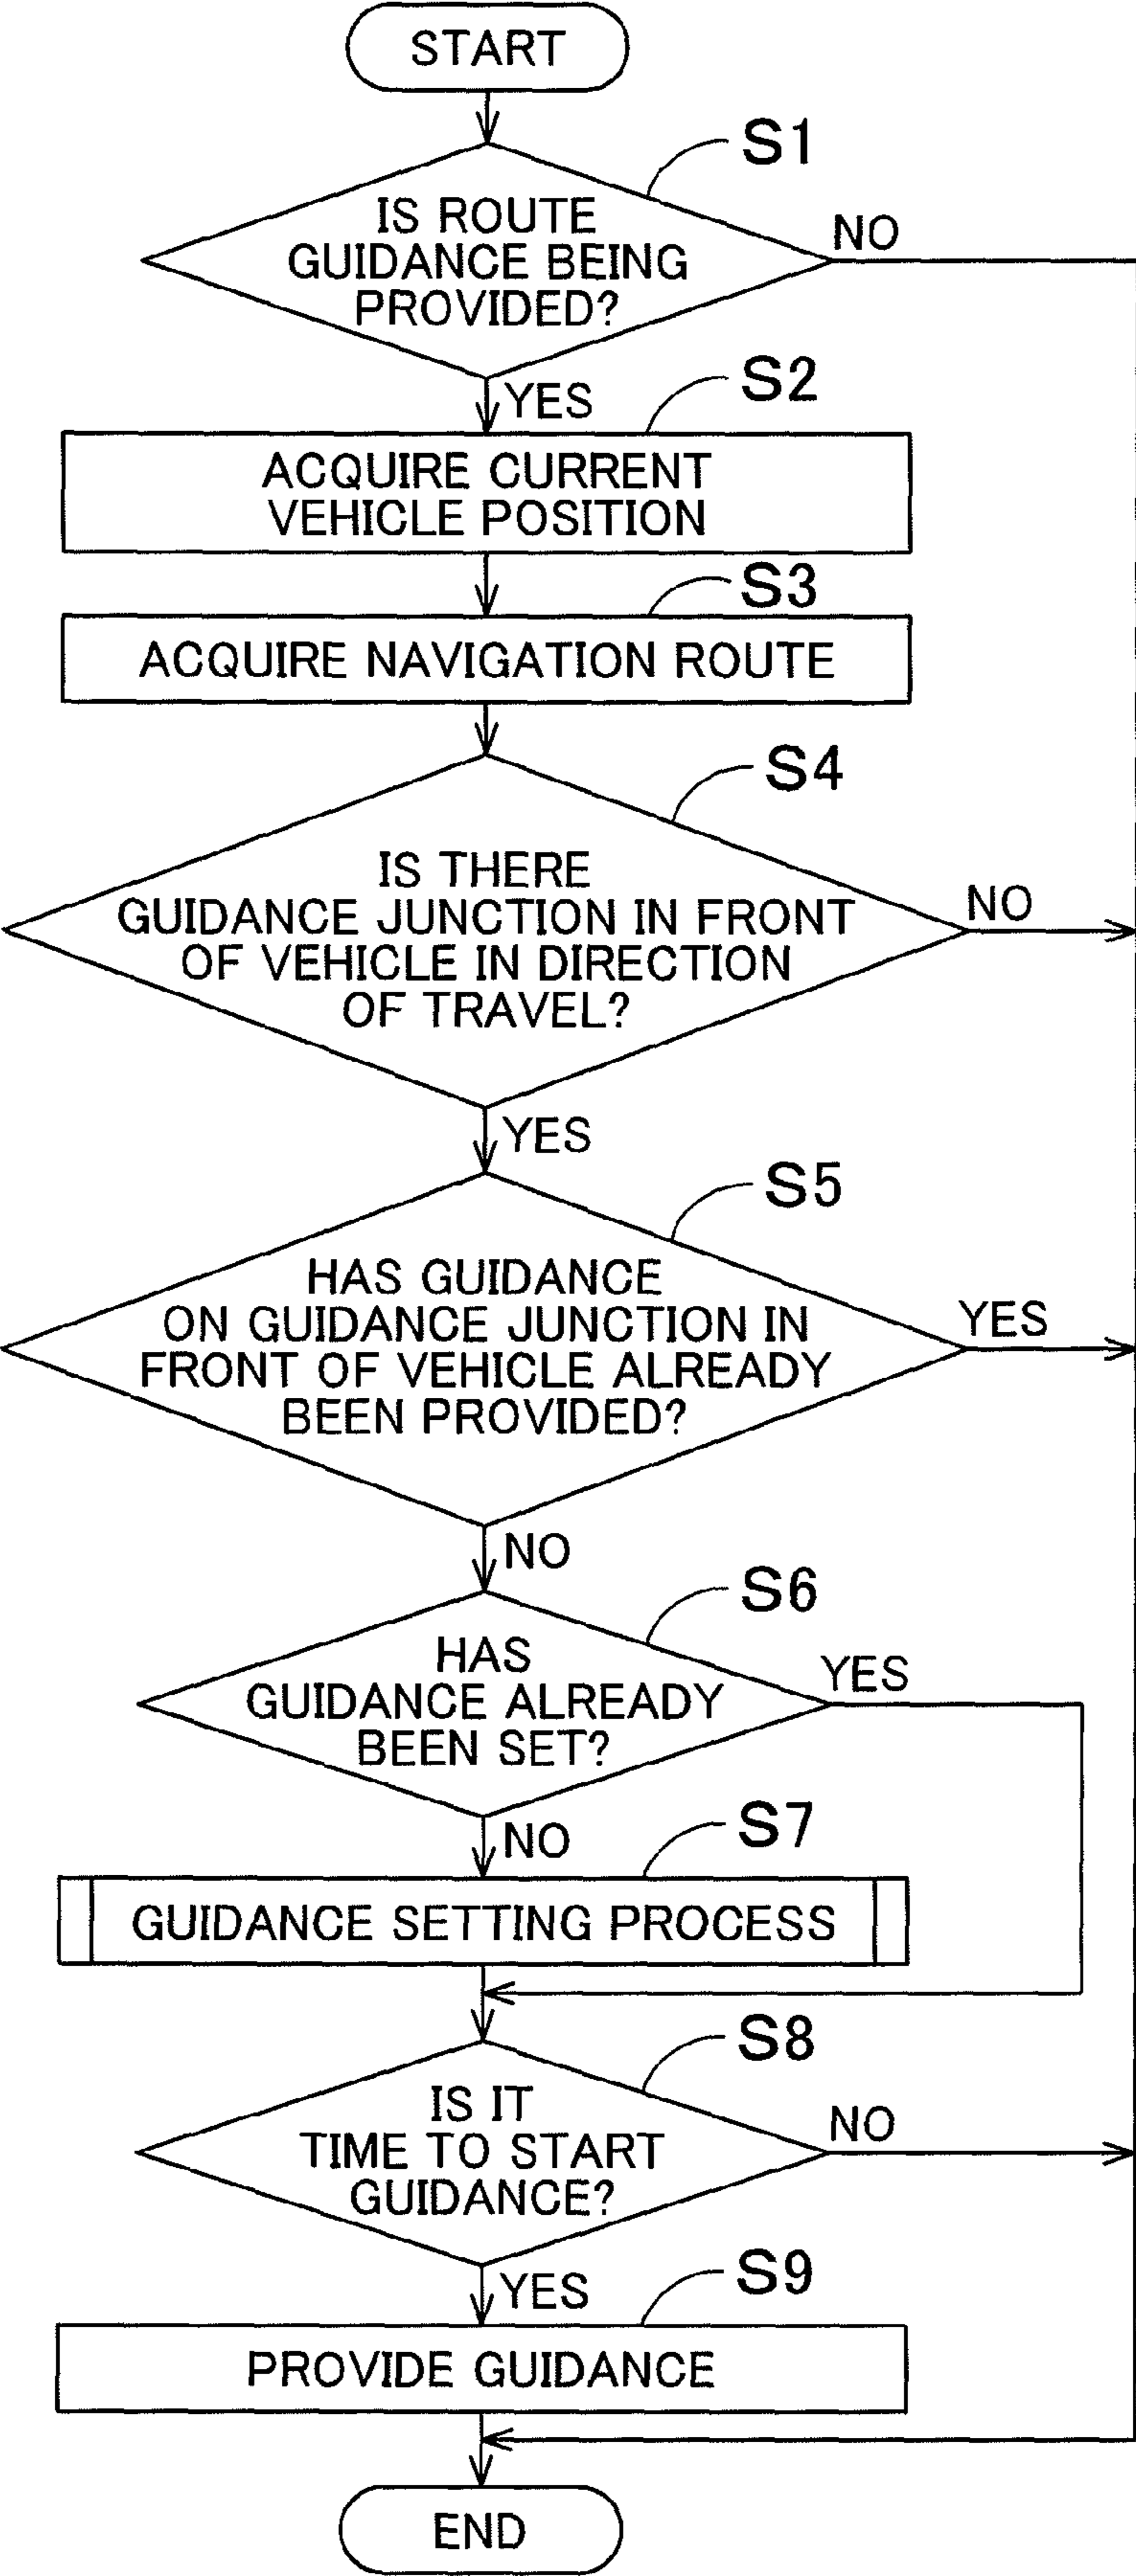 START
S1
IS ROUTE
GUIDANCE BEING
PROVIDED?
NO
YES
S2
ACQUIRE CURRENT
VEHICLE POSITION
S3
ACQUIRE NAVIGATION ROUTE
S4
IS THERE
GUIDANCE JUNCTION IN FRONT
OF VEHICLE IN DIRECTION
OF TRAVEL?
NO
YES
S5
HAS GUIDANCE
ON GUIDANCE JUNCTION IN
FRONT OF VEHICLE ALREADY
BEEN PROVIDED?
YES
NO
S6
HAS
GUIDANCE ALREADY
BEEN SET?
YES
NO
S7
GUIDANCE SETTING PROCESS
S8
IS IT
TIME TO START
GUIDANCE?
NO
YES
S9
PROVIDE GUIDANCE
END